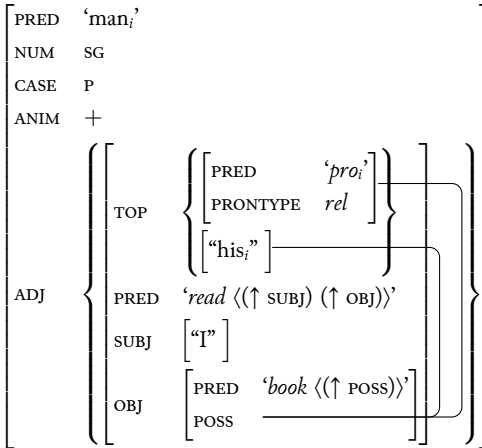 PRED ‘man_i’
NUM SG
CASE P
ANIM +
ADJ
TOP
PRED ‘pro_i’
PRONTYPE rel
[“his_i”]
PRED ‘read ⟨(↑ SUBJ) (↑ OBJ)⟩’
SUBJ [“I”]
OBJ
PRED ‘book ⟨(↑ POSS)⟩’
POSS